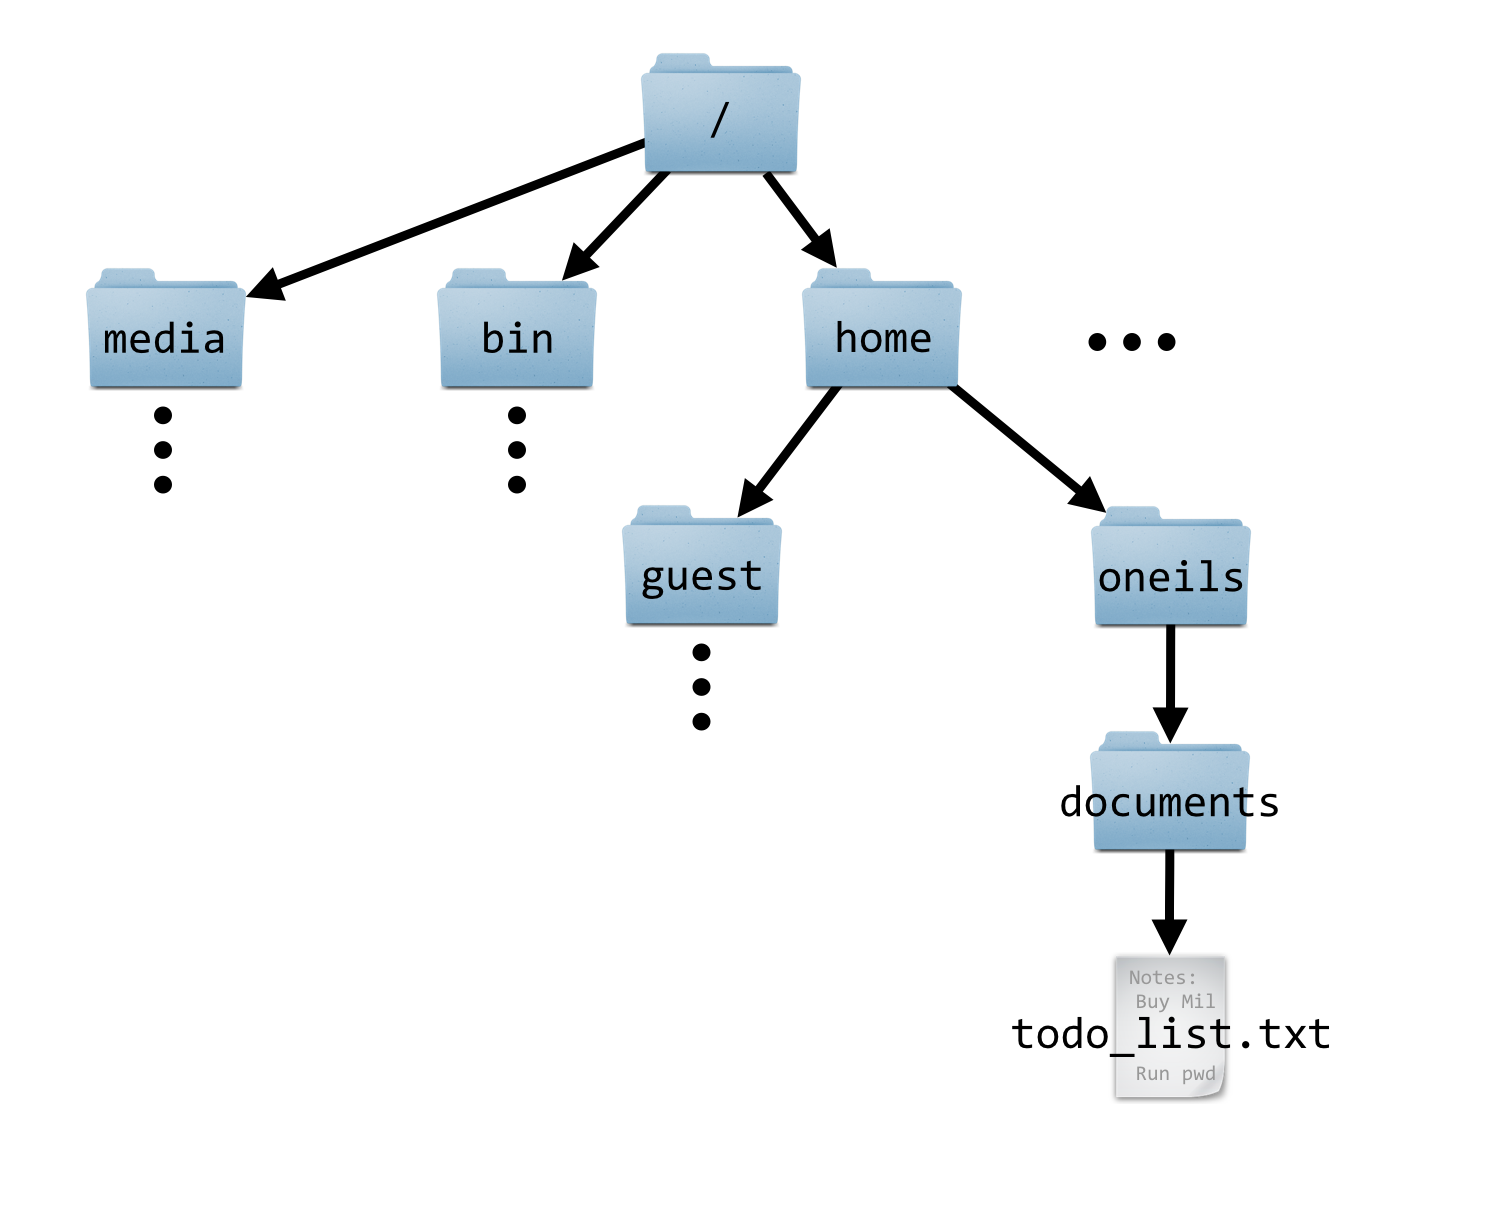 /
media
bin
home
guest
oneils
documents
Notes:
Buy Mil
todo_list.txt
Run pwd